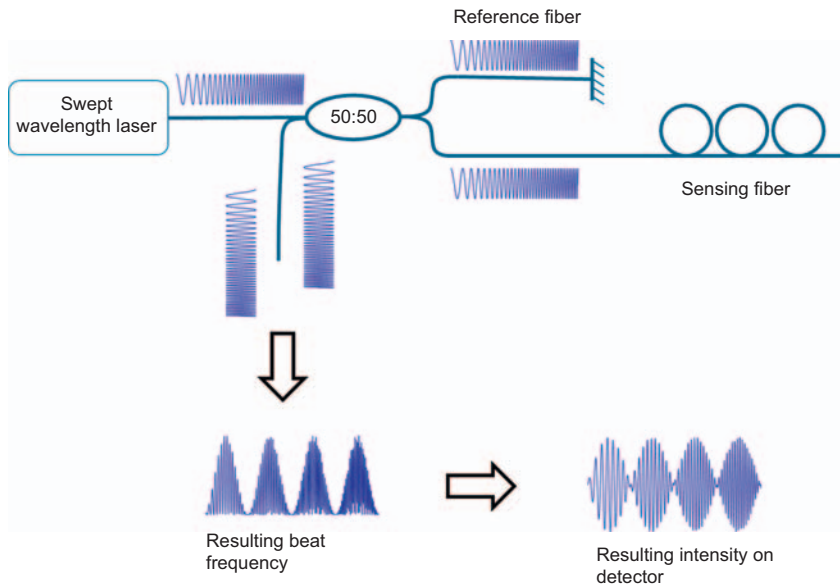 Reference fiber
Swept
wavelength laser
50:50
Sensing fiber
Resulting beat
frequency
Resulting intensity on
detector